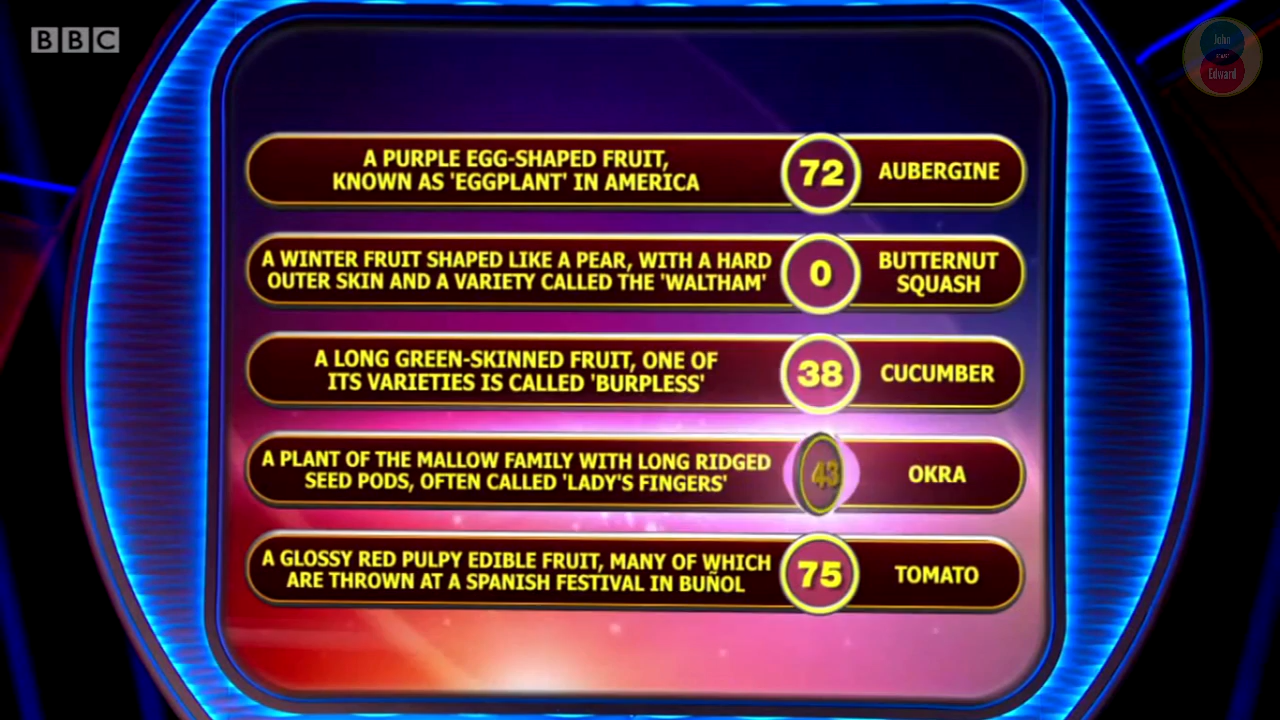 BBC
John
Edward
A PURPLE EGG-SHAPED FRUIT,
KNOWN AS 'EGGPLANT' IN AMERICA
72
AUBERGINE
A WINTER FRUIT SHAPED LIKE A PEAR, WITH A HARD
OUTER SKIN AND A VARIETY CALLED THE 'WALTHAM'
0
BUTTERNUT
SQUASH
A LONG GREEN-SKINNED FRUIT, ONE OF
ITS VARIETIES IS CALLED 'BURPLESS'
38
CUCUMBER
A PLANT OF THE MALLOW FAMILY WITH LONG RIDGED
SEED PODS, OFTEN CALLED 'LADY'S FINGERS'
43
OKRA
A GLOSSY RED PULPY EDIBLE FRUIT, MANY OF WHICH
ARE THROWN AT A SPANISH FESTIVAL IN BUÑOL
75
TOMATO